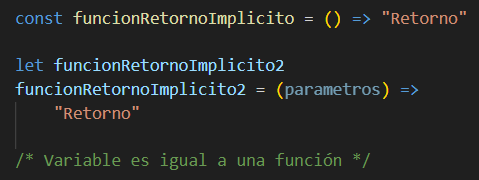 const funcionRetornoImplicito = () => "Retorno"
let funcionRetornoImplicito2
funcionRetornoImplicito2 = (parametros) =>
"Retorno"
/* Variable es igual a una función */